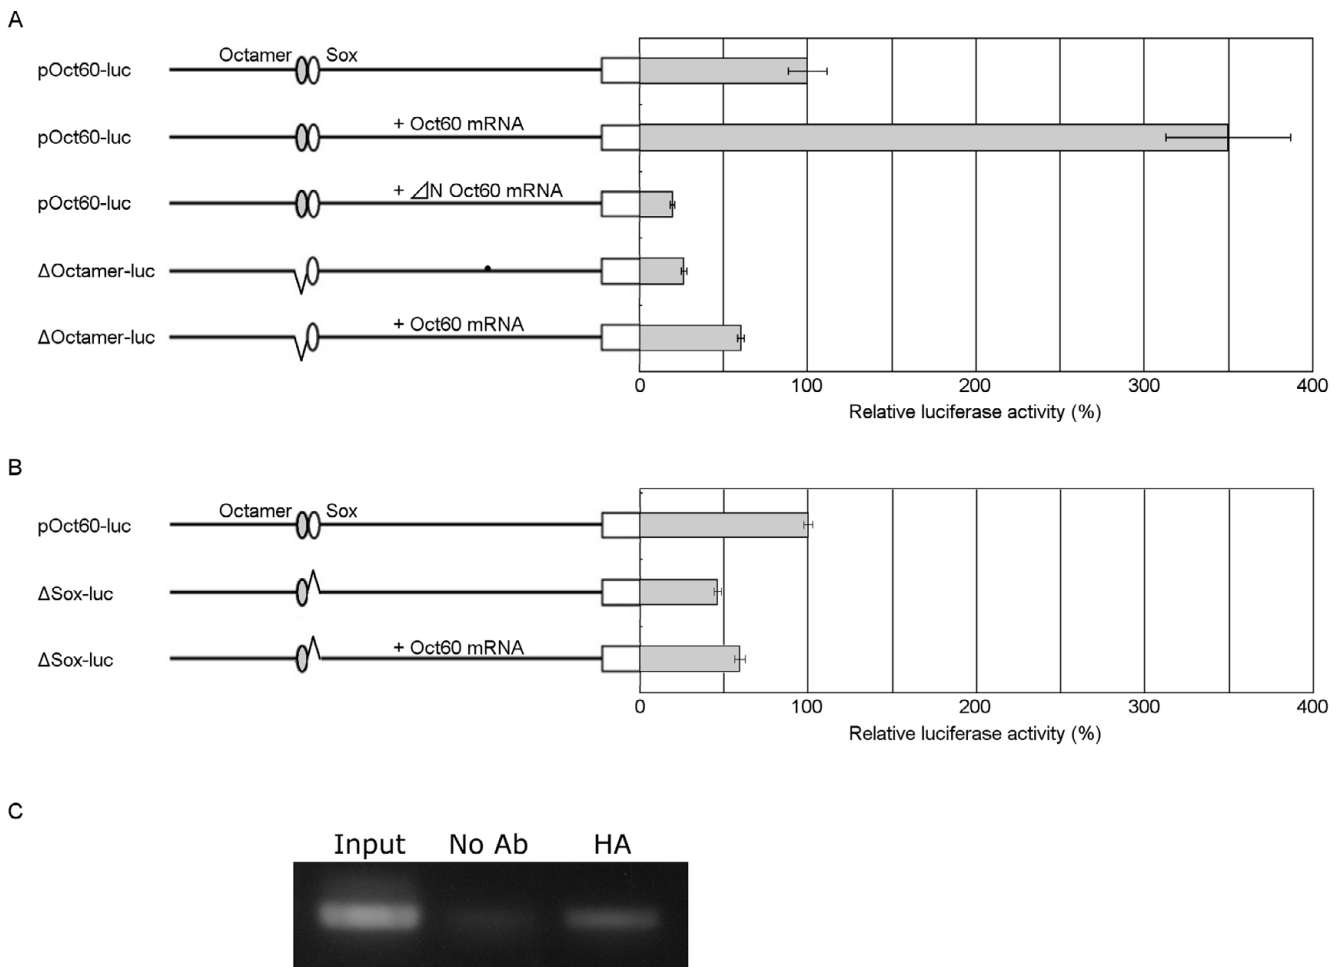 A
pOct60-luc
Octamer Sox
pOct60-luc
+ Oct60 mRNA
pOct60-luc
+ ⊿N Oct60 mRNA
ΔOctamer-luc
ΔOctamer-luc
+ Oct60 mRNA
0 100 200 300 400
Relative luciferase activity (%)
B
pOct60-luc
Octamer Sox
ΔSox-luc
ΔSox-luc
+ Oct60 mRNA
0 100 200 300 400
Relative luciferase activity (%)
C
Input No Ab HA